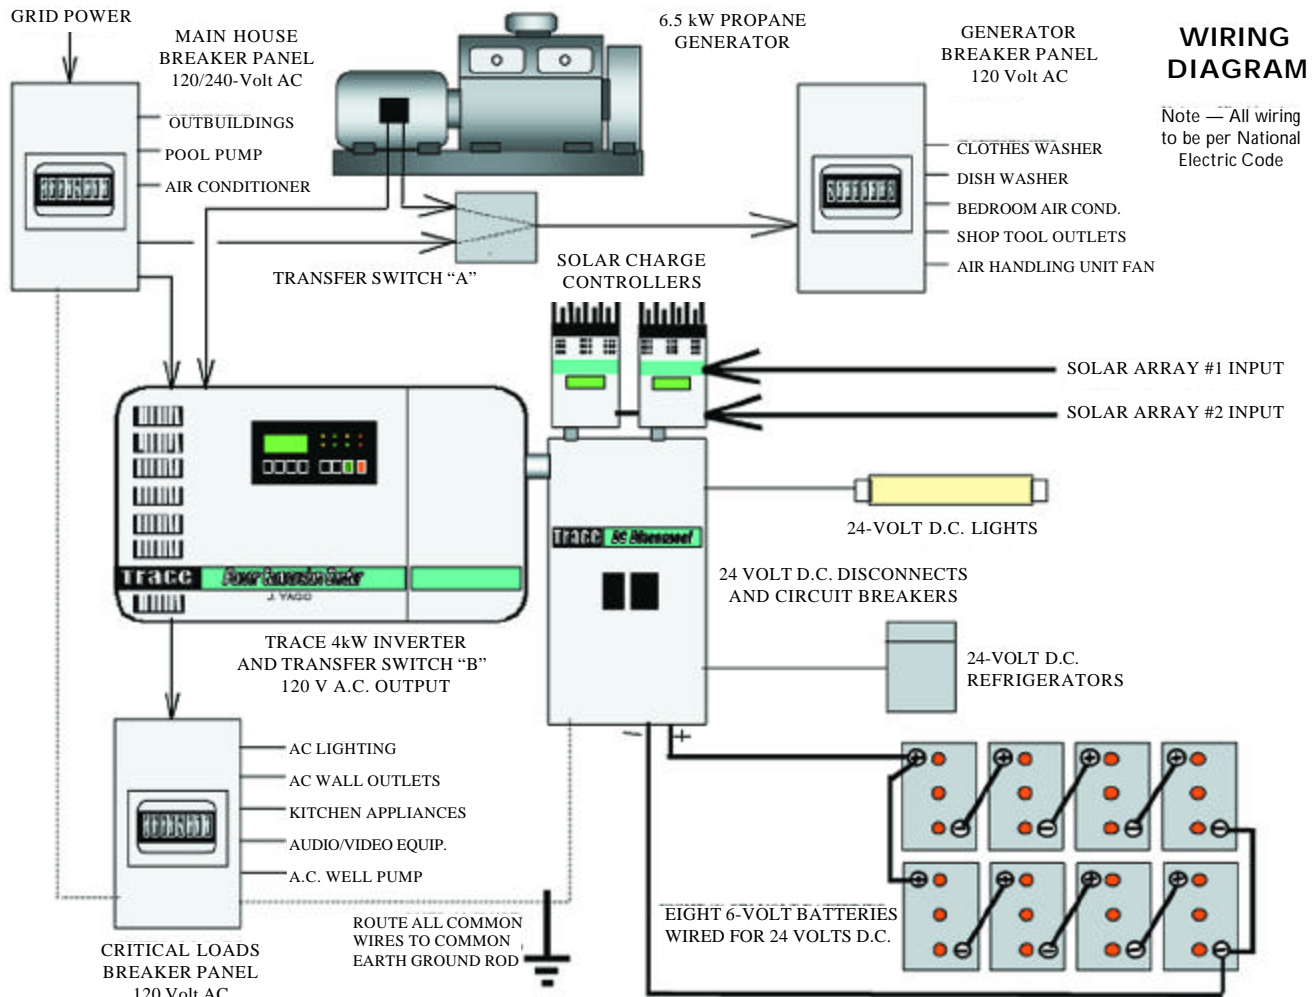 GRID POWER
MAIN HOUSE
BREAKER PANEL
120/240-Volt AC
6.5 kW PROPANE
GENERATOR
GENERATOR
BREAKER PANEL
120 Volt AC
WIRING
DIAGRAM
Note — All wiring
to be per National
Electric Code
OUTBUILDINGS
POOL PUMP
AIR CONDITIONER
CLOTHES WASHER
DISH WASHER
BEDROOM AIR COND.
SHOP TOOL OUTLETS
AIR HANDLING UNIT FAN
TRANSFER SWITCH “A”
SOLAR CHARGE
CONTROLLERS
SOLAR ARRAY #1 INPUT
SOLAR ARRAY #2 INPUT
24-VOLT D.C. LIGHTS
Trace DC Disconnect
24 VOLT D.C. DISCONNECTS
AND CIRCUIT BREAKERS
Trace Power Conversion Center
J. YAGO
TRACE 4kW INVERTER
AND TRANSFER SWITCH “B”
120 V A.C. OUTPUT
24-VOLT D.C.
REFRIGERATORS
AC LIGHTING
AC WALL OUTLETS
KITCHEN APPLIANCES
AUDIO/VIDEO EQUIP.
A.C. WELL PUMP
EIGHT 6-VOLT BATTERIES
WIRED FOR 24 VOLTS D.C.
ROUTE ALL COMMON
WIRES TO COMMON
EARTH GROUND ROD
CRITICAL LOADS
BREAKER PANEL
120 Volt AC